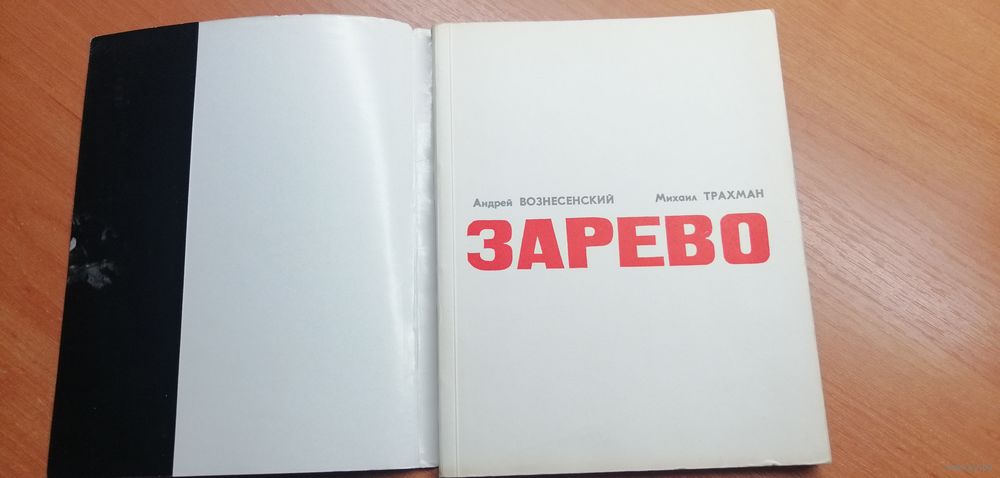 Андрей ВОЗНЕСЕНСКИЙ Михаил ТРАХМАН
ЗАРЕВО